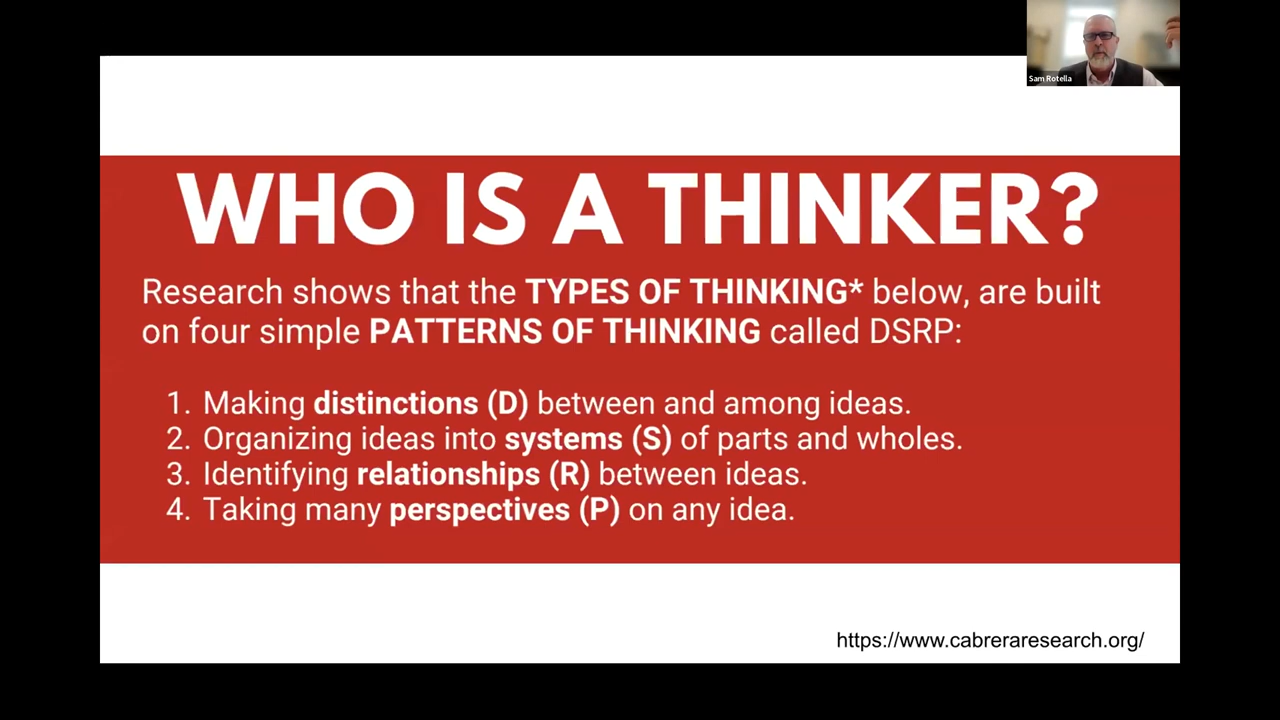 Sam Rotella
WHO IS A THINKER?
Research shows that the TYPES OF THINKING* below, are built
on four simple PATTERNS OF THINKING called DSRP:
1. Making distinctions (D) between and among ideas.
2. Organizing ideas into systems (S) of parts and wholes.
3. Identifying relationships (R) between ideas.
4. Taking many perspectives (P) on any idea.
https://www.cabreraresearch.org/